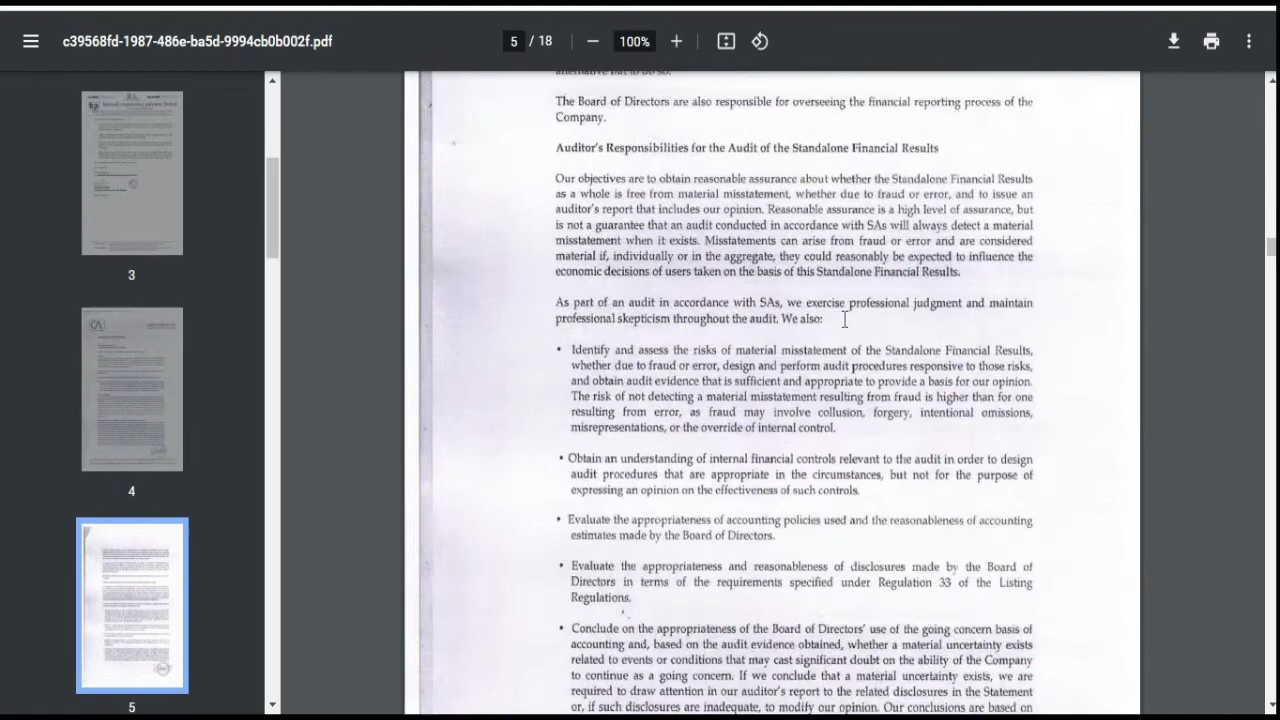 c39568fd-1987-486e-ba5d-9994cb0b002f.pdf
5 / 18
100%
3
4
5
alternative but to do so.
The Board of Directors are also responsible for overseeing the financial reporting process of the
Company.
Auditor's Responsibilities for the Audit of the Standalone Financial Results
Our objectives are to obtain reasonable assurance about whether the Standalone Financial Results
as a whole is free from material misstatement, whether due to fraud or error, and to issue an
auditor's report that includes our opinion. Reasonable assurance is a high level of assurance, but
is not a guarantee that an audit conducted in accordance with SAs will always detect a material
misstatement when it exists. Misstatements can arise from fraud or error and are considered
material if, individually or in the aggregate, they could reasonably be expected to influence the
economic decisions of users taken on the basis of this Standalone Financial Results.
As part of an audit in accordance with SAs, we exercise professional judgment and maintain
professional skepticism throughout the audit. We also:
• Identify and assess the risks of material misstatement of the Standalone Financial Results,
whether due to fraud or error, design and perform audit procedures responsive to those risks,
and obtain audit evidence that is sufficient and appropriate to provide a basis for our opinion.
The risk of not detecting a material misstatement resulting from fraud is higher than for one
resulting from error, as fraud may involve collusion, forgery, intentional omissions,
misrepresentations, or the override of internal control.
• Obtain an understanding of internal financial controls relevant to the audit in order to design
audit procedures that are appropriate in the circumstances, but not for the purpose of
expressing an opinion on the effectiveness of such controls.
• Evaluate the appropriateness of accounting policies used and the reasonableness of accounting
estimates made by the Board of Directors.
• Evaluate the appropriateness and reasonableness of disclosures made by the Board of
Directors in terms of the requirements specified under Regulation 33 of the Listing
Regulations.
• Conclude on the appropriateness of the Board of Directors' use of the going concern basis of
accounting and, based on the audit evidence obtained, whether a material uncertainty exists
related to events or conditions that may cast significant doubt on the ability of the Company
to continue as a going concern. If we conclude that a material uncertainty exists, we are
required to draw attention in our auditor's report to the related disclosures in the Statement
or, if such disclosures are inadequate, to modify our opinion. Our conclusions are based on